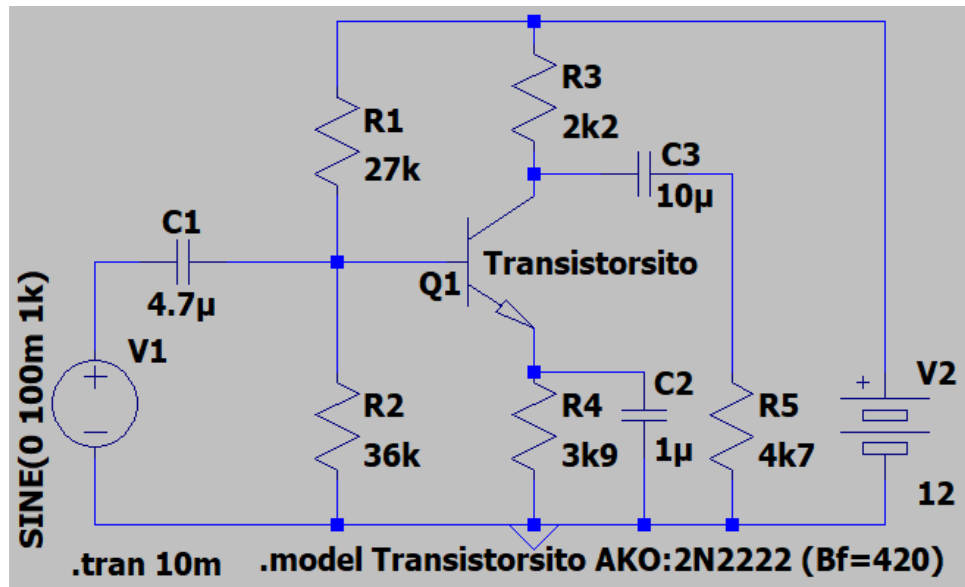 R1
27k
R3
2k2
C3
10µ
C1
4.7µ
Q1
Transistorsito
SINE(0 100m 1k)
V1
+
−
R2
36k
R4
3k9
C2
1µ
R5
4k7
+
V2
12
.tran 10m
.model Transistorsito AKO:2N2222 (Bf=420)